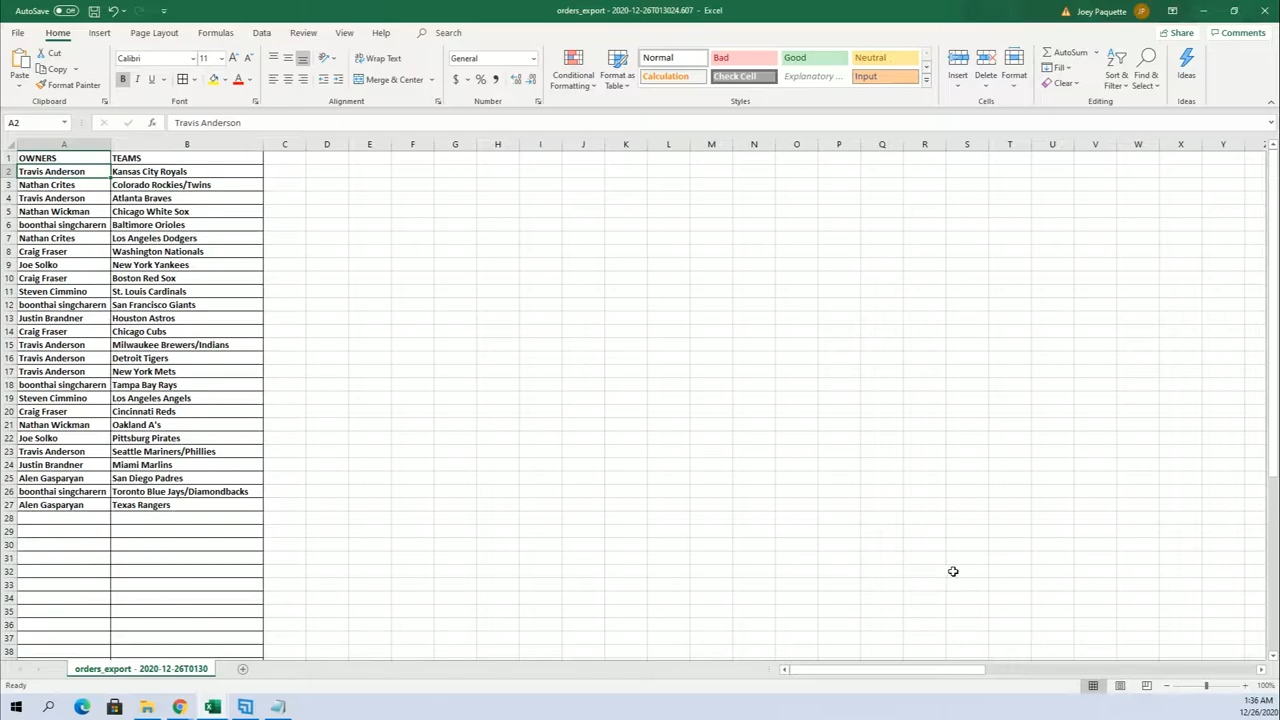 AutoSave Off
orders_export - 2020-12-26T013024.607 - Excel
Joey Paquette JP
File Home Insert Page Layout Formulas Data Review View Help Search
Share Comments
Paste Cut Copy Format Painter
Clipboard
Calibri 11
B I U
Font
Wrap Text
Merge & Center
Alignment
General
$ % ,
Number
Conditional Formatting
Format as Table
Normal Bad Good Neutral
Calculation Check Cell Explanatory ... Input
Styles
Insert Delete Format
Cells
AutoSum
Fill
Clear
Sort & Filter
Find & Select
Editing
Ideas
Ideas
A2 fx Travis Anderson
A B C D E F G H I J K L M N O P Q R S T U V W X Y
1 OWNERS TEAMS
2 Travis Anderson Kansas City Royals
3 Nathan Crites Colorado Rockies/Twins
4 Travis Anderson Atlanta Braves
5 Nathan Wickman Chicago White Sox
6 boonthai singcharern Baltimore Orioles
7 Nathan Crites Los Angeles Dodgers
8 Craig Fraser Washington Nationals
9 Joe Solko New York Yankees
10 Craig Fraser Boston Red Sox
11 Steven Cimmino St. Louis Cardinals
12 boonthai singcharern San Francisco Giants
13 Justin Brandner Houston Astros
14 Craig Fraser Chicago Cubs
15 Travis Anderson Milwaukee Brewers/Indians
16 Travis Anderson Detroit Tigers
17 Travis Anderson New York Mets
18 boonthai singcharern Tampa Bay Rays
19 Steven Cimmino Los Angeles Angels
20 Craig Fraser Cincinnati Reds
21 Nathan Wickman Oakland A's
22 Joe Solko Pittsburg Pirates
23 Travis Anderson Seattle Mariners/Phillies
24 Justin Brandner Miami Marlins
25 Alen Gasparyan San Diego Padres
26 boonthai singcharern Toronto Blue Jays/Diamondbacks
27 Alen Gasparyan Texas Rangers
28
29
30
31
32
33
34
35
36
37
38
orders_export - 2020-12-26T0130
Ready
100%
1:36 AM
12/26/2020